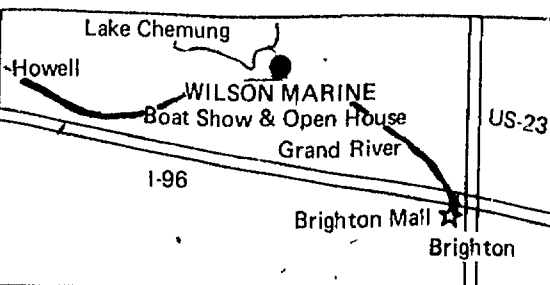 Lake Chemung
Howell
WILSON MARINE
Boat Show & Open House
US-23
Grand River
I-96
Brighton Mall
Brighton